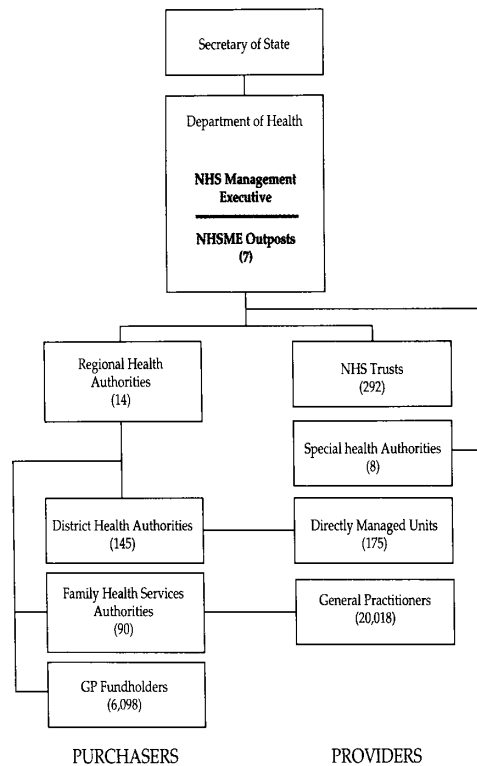 Secretary of State
Department of Health
NHS Management
Executive
NHSME Outposts
(7)
Regional Health
Authorities
(14)
NHS Trusts
(292)
Special health Authorities
(8)
District Health Authorities
(145)
Directly Managed Units
(175)
Family Health Services
Authorities
(90)
General Practitioners
(20,018)
GP Fundholders
(6,098)
PURCHASERS
PROVIDERS